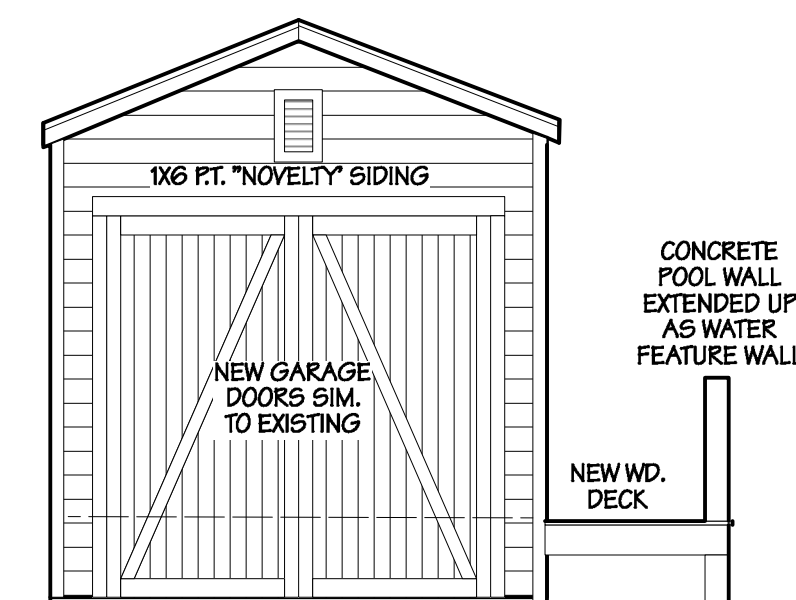 1X6 P.T. "NOVELTY" SIDING
CONCRETE
POOL WALL
EXTENDED UP
AS WATER
FEATURE WALL
NEW GARAGE
DOORS SIM.
TO EXISTING
NEW WD.
DECK